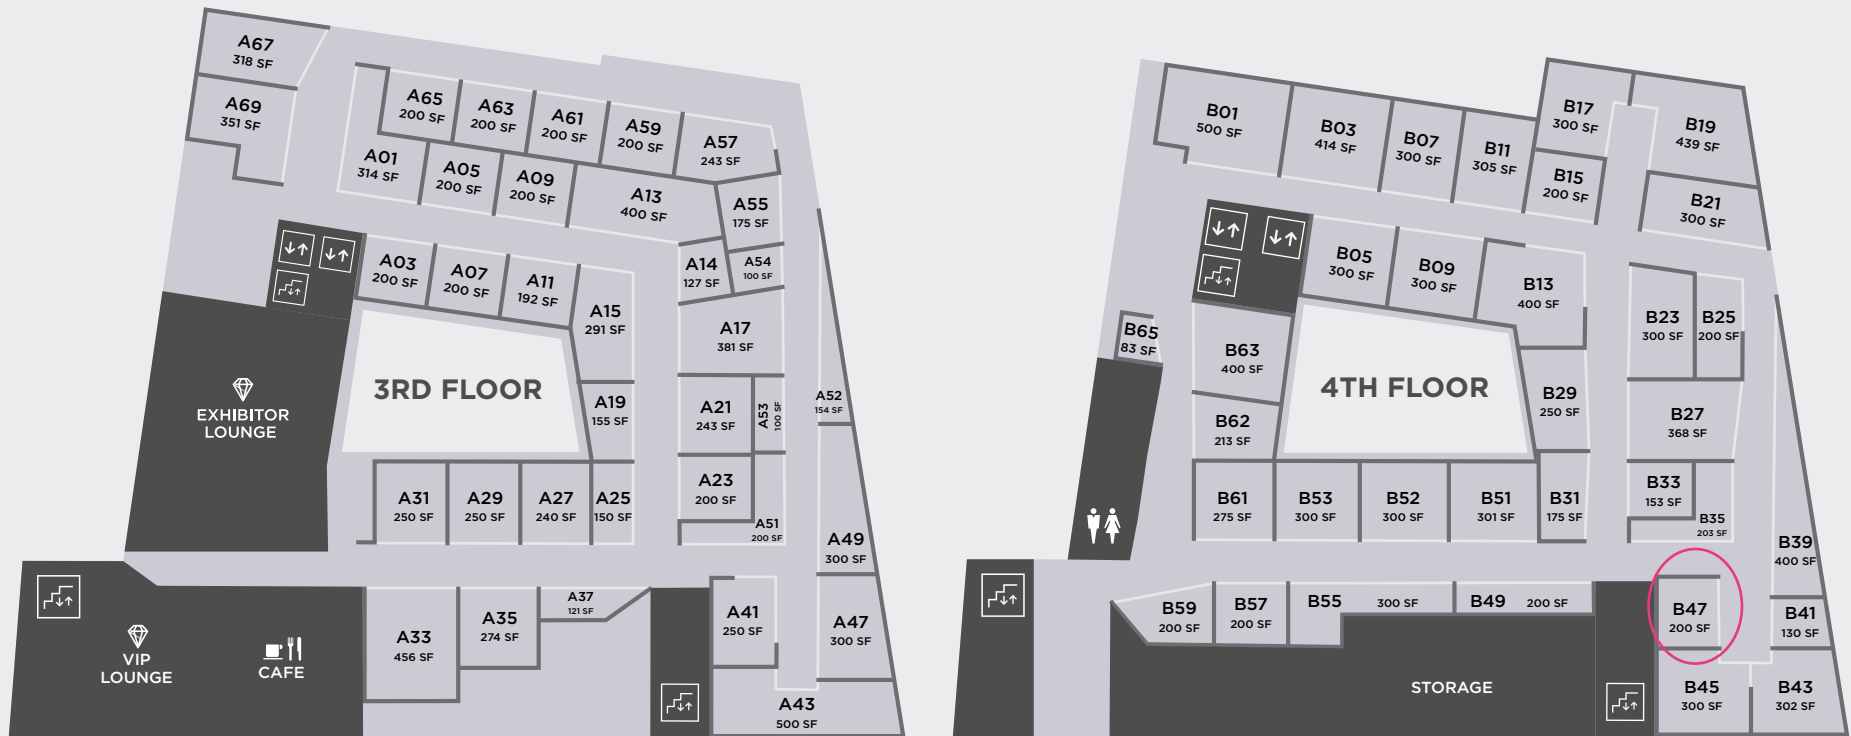 A67
318 SF
A69
351 SF
A65
200 SF
A63
200 SF
A61
200 SF
A59
200 SF
A57
243 SF
A01
314 SF
A05
200 SF
A09
200 SF
A13
400 SF
A55
175 SF
A03
200 SF
A07
200 SF
A11
192 SF
A14
127 SF
A54
100 SF
A15
291 SF
A17
381 SF
3RD FLOOR
EXHIBITOR
LOUNGE
A19
155 SF
A21
243 SF
A53
100 SF
A52
154 SF
A31
250 SF
A29
250 SF
A27
240 SF
A25
150 SF
A23
200 SF
A51
200 SF
A49
300 SF
A33
456 SF
A35
274 SF
A37
121 SF
A41
250 SF
A47
300 SF
VIP
LOUNGE
CAFE
A43
500 SF
B01
500 SF
B03
414 SF
B07
300 SF
B11
305 SF
B17
300 SF
B19
439 SF
B15
200 SF
B21
300 SF
B05
300 SF
B09
300 SF
B13
400 SF
B23
300 SF
B25
200 SF
B65
83 SF
B63
400 SF
4TH FLOOR
B29
250 SF
B27
368 SF
B62
213 SF
B61
275 SF
B53
300 SF
B52
300 SF
B51
301 SF
B31
175 SF
B33
153 SF
B35
203 SF
B39
400 SF
B59
200 SF
B57
200 SF
B55 300 SF
B49 200 SF
B47
200 SF
B41
130 SF
STORAGE
B45
300 SF
B43
302 SF